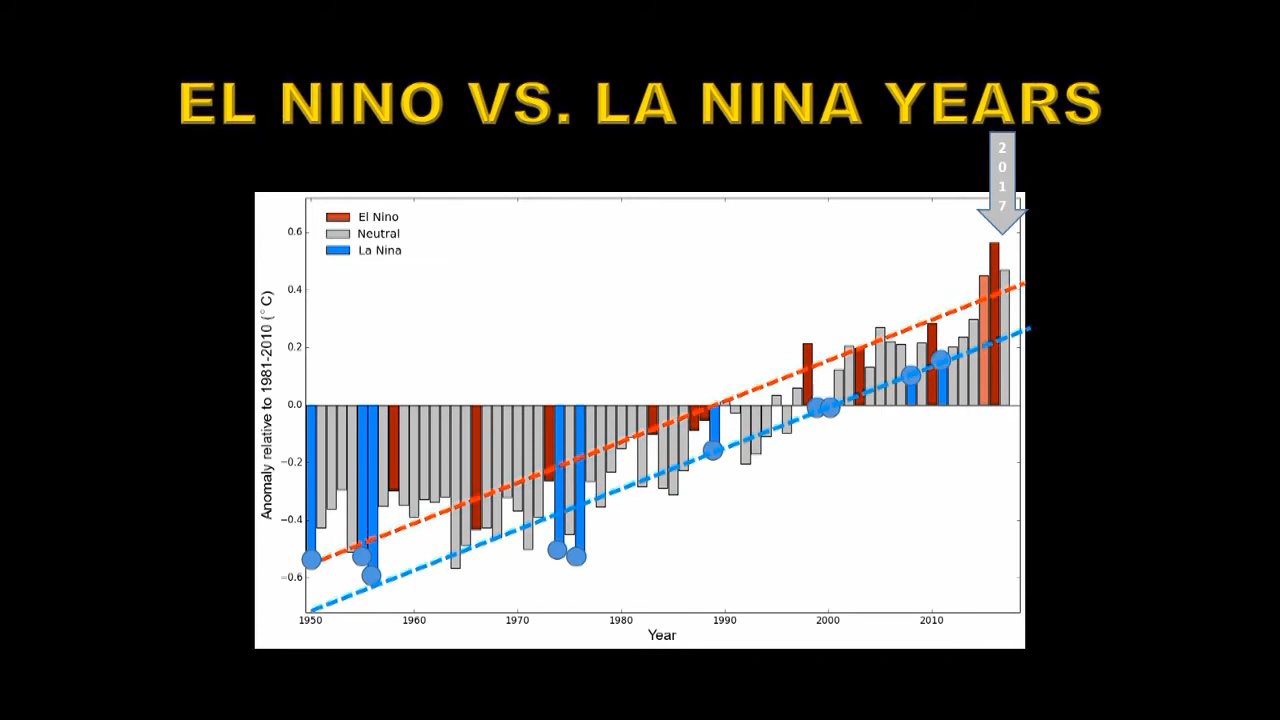 EL NINO VS. LA NINA YEARS
2
0
1
7
El Nino
Neutral
La Nina
Anomaly relative to 1981-2010 (°C)
0.6
0.4
0.2
0.0
−0.2
−0.4
−0.6
1950 1960 1970 1980 1990 2000 2010
Year